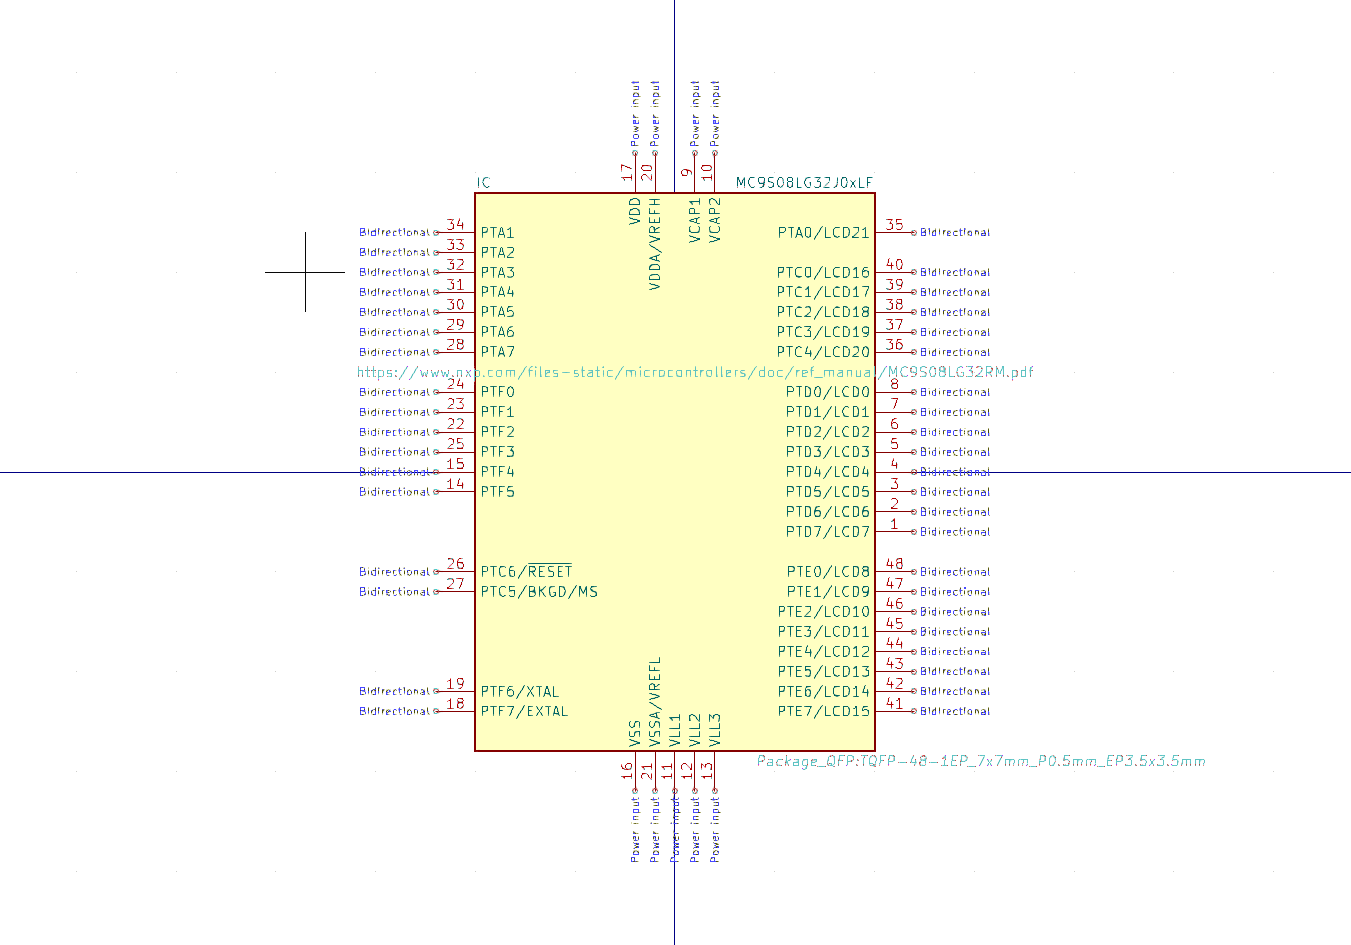 Power input Power input Power input Power input
17 20 9 10
IC MC9S08LG32J0xLF
VDD VDDA/VREFH VCAP1 VCAP2
Bidirectional 34 PTA1 PTA0/LCD21 35 Bidirectional
Bidirectional 33 PTA2
Bidirectional 32 PTA3 PTC0/LCD16 40 Bidirectional
Bidirectional 31 PTA4 PTC1/LCD17 39 Bidirectional
Bidirectional 30 PTA5 PTC2/LCD18 38 Bidirectional
Bidirectional 29 PTA6 PTC3/LCD19 37 Bidirectional
Bidirectional 28 PTA7 PTC4/LCD20 36 Bidirectional
https://www.nxp.com/files-static/microcontrollers/doc/ref_manual/MC9S08LG32RM.pdf
Bidirectional 24 PTF0 PTD0/LCD0 8 Bidirectional
Bidirectional 23 PTF1 PTD1/LCD1 7 Bidirectional
Bidirectional 22 PTF2 PTD2/LCD2 6 Bidirectional
Bidirectional 25 PTF3 PTD3/LCD3 5 Bidirectional
Bidirectional 15 PTF4 PTD4/LCD4 4 Bidirectional
Bidirectional 14 PTF5 PTD5/LCD5 3 Bidirectional
PTD6/LCD6 2 Bidirectional
PTD7/LCD7 1 Bidirectional
Bidirectional 26 PTC6/RESET PTE0/LCD8 48 Bidirectional
Bidirectional 27 PTC5/BKGD/MS PTE1/LCD9 47 Bidirectional
PTE2/LCD10 46 Bidirectional
PTE3/LCD11 45 Bidirectional
PTE4/LCD12 44 Bidirectional
PTE5/LCD13 43 Bidirectional
Bidirectional 19 PTF6/XTAL PTE6/LCD14 42 Bidirectional
Bidirectional 18 PTF7/EXTAL PTE7/LCD15 41 Bidirectional
VSS VSSA/VREFL VLL1 VLL2 VLL3
Package_QFP:TQFP-48-1EP_7x7mm_P0.5mm_EP3.5x3.5mm
16 21 11 12 13
Power input Power input Power input Power input Power input